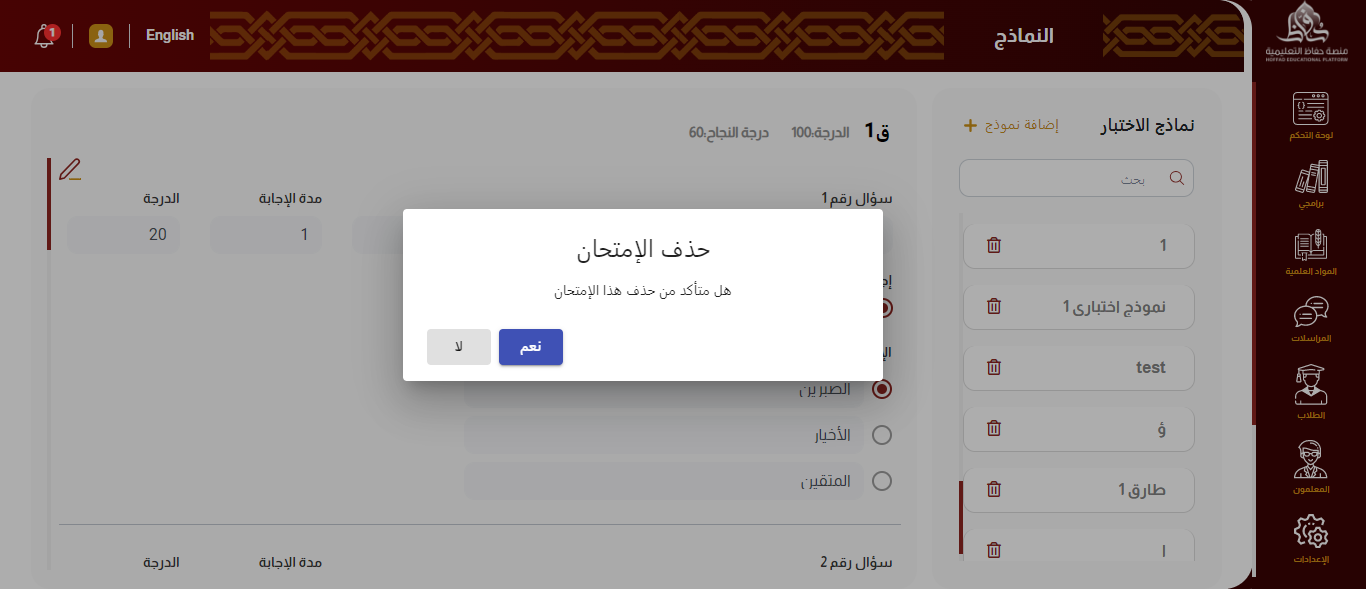 منصة حفاظ التعليمية
HOFFAD EDUCATIONAL PLATFORM
النماذج
English
1
لوحة التحكم
برامجي
المواد العلمية
المراسلات
الطلاب
المعلمون
الإعدادات
نماذج الاختبار
إضافة نموذج +
بحث
1
نموذج اختبارى 1
test
ؤ
طارق 1
ا
ق1
الدرجة:100
درجة النجاح:60
سؤال رقم 1
مدة الإجابة
الدرجة
1
20
حذف الإمتحان
هل متأكد من حذف هذا الإمتحان
نعم
لا
الصبرين
الأخيار
المتقين
سؤال رقم 2
مدة الإجابة
الدرجة